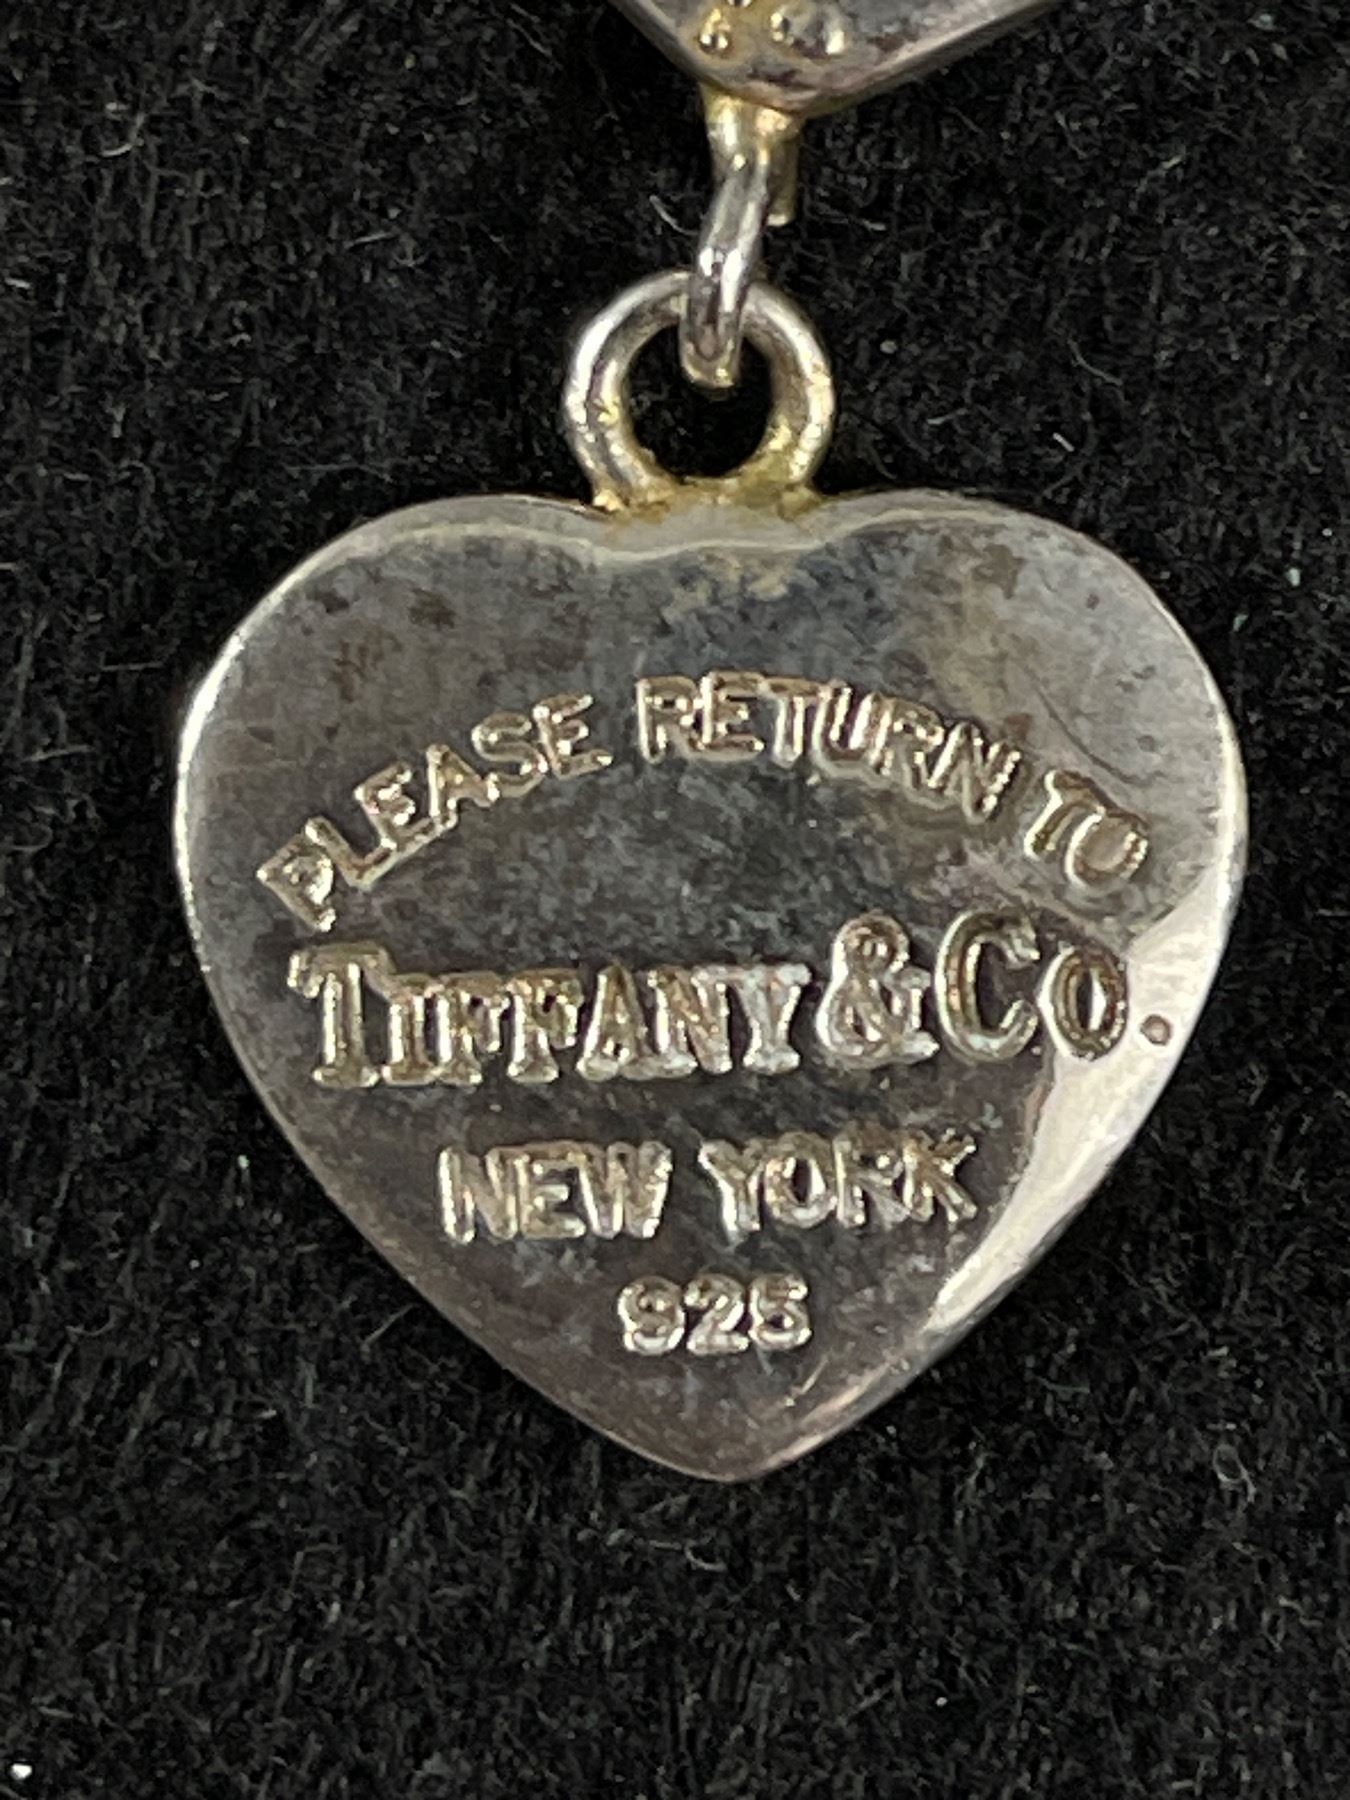 PLEASE RETURN TO
TIFFANY & CO.
NEW YORK
925